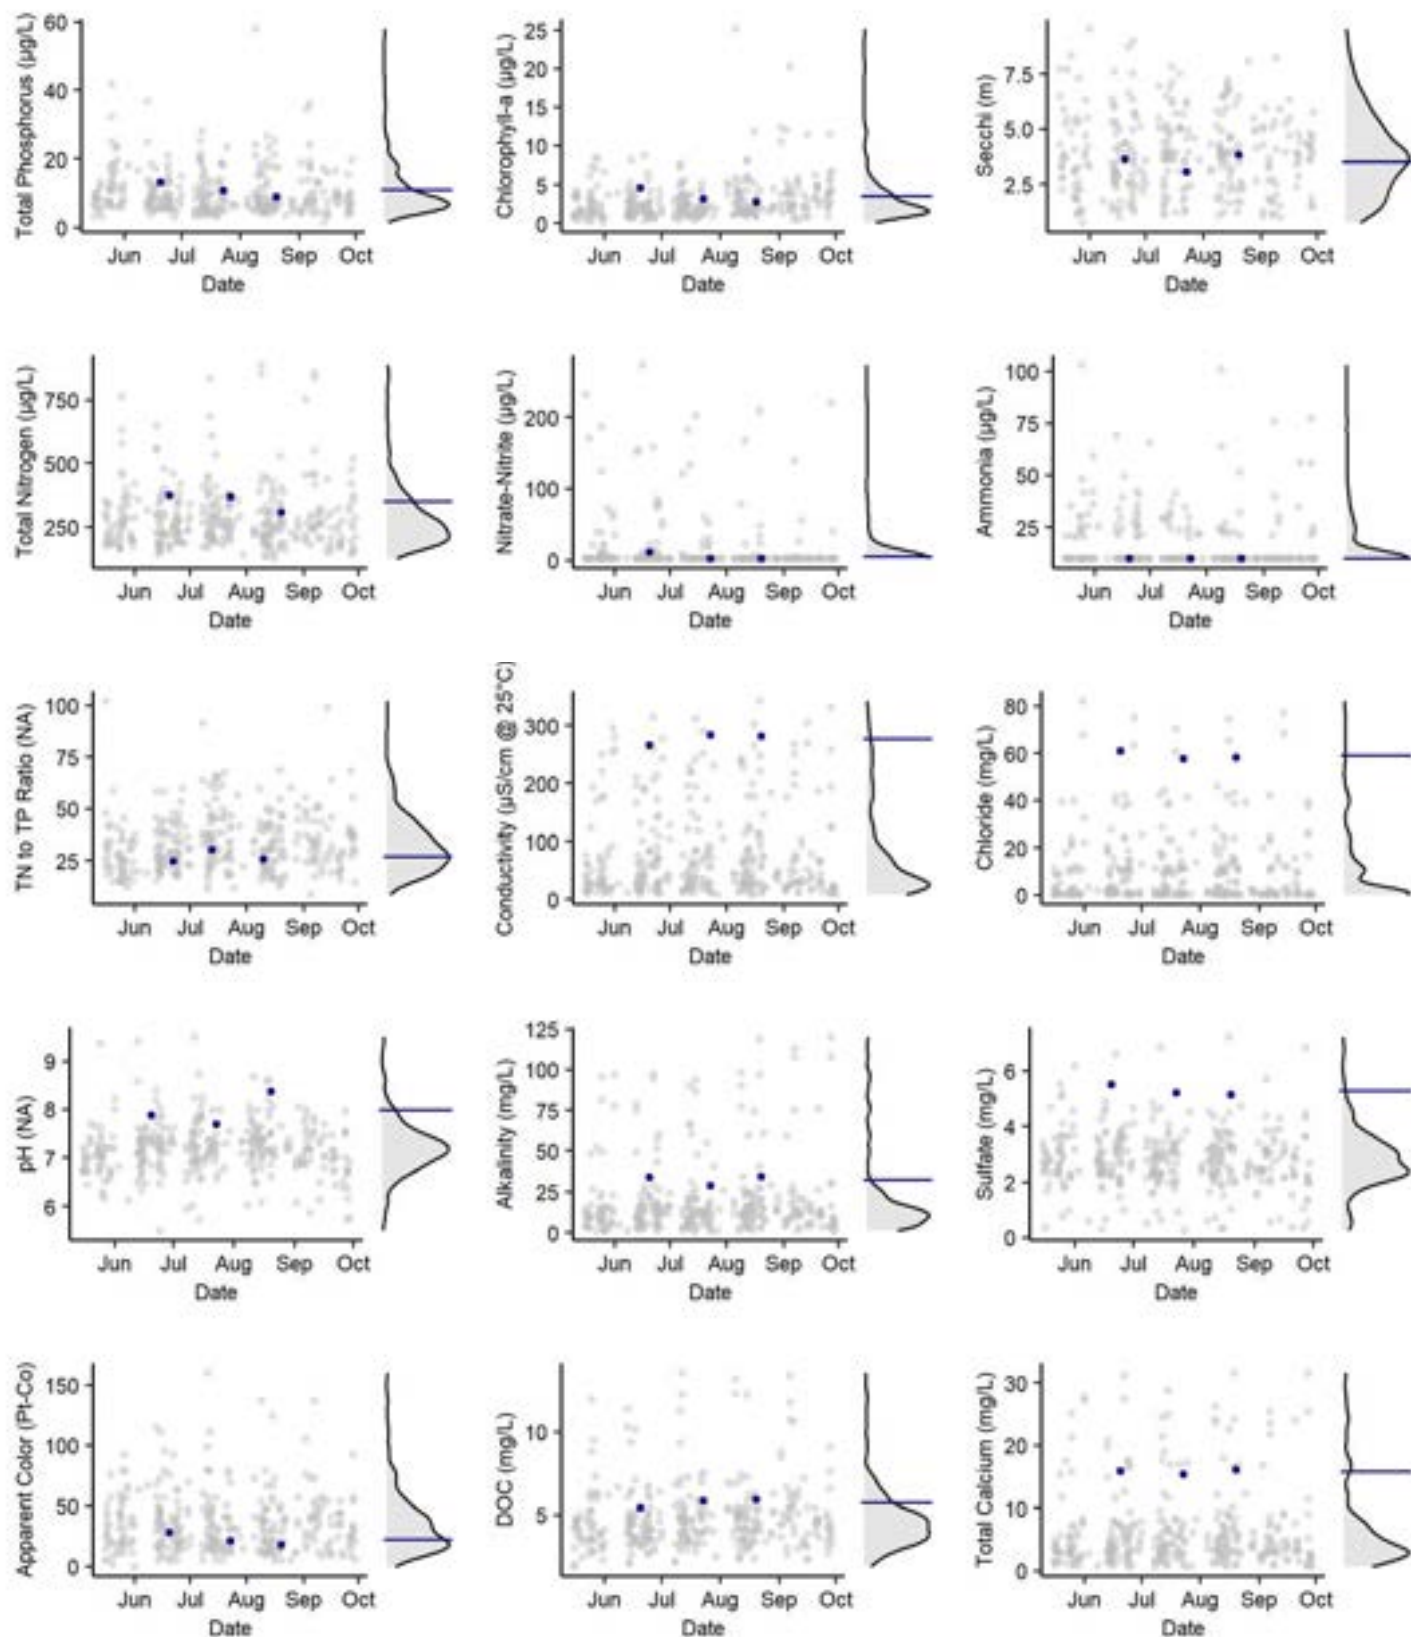 Total Phosphorus (µg/L)
60
40
20
0
Jun Jul Aug Sep Oct
Date
Chlorophyll-a (µg/L)
25
20
15
10
5
0
Jun Jul Aug Sep Oct
Date
Secchi (m)
7.5
5.0
2.5
Jun Jul Aug Sep Oct
Date
Total Nitrogen (µg/L)
750
500
250
Jun Jul Aug Sep Oct
Date
Nitrate-Nitrite (µg/L)
200
100
0
Jun Jul Aug Sep Oct
Date
Ammonia (µg/L)
100
75
50
25
Jun Jul Aug Sep Oct
Date
TN to TP Ratio (NA)
100
75
50
25
Jun Jul Aug Sep Oct
Date
Conductivity (µS/cm @ 25°C)
300
200
100
0
Jun Jul Aug Sep Oct
Date
Chloride (mg/L)
80
60
40
20
0
Jun Jul Aug Sep Oct
Date
pH (NA)
9
8
7
6
Jun Jul Aug Sep Oct
Date
Alkalinity (mg/L)
125
100
75
50
25
0
Jun Jul Aug Sep Oct
Date
Sulfate (mg/L)
6
4
2
0
Jun Jul Aug Sep Oct
Date
Apparent Color (Pt-Co)
150
100
50
0
Jun Jul Aug Sep Oct
Date
DOC (mg/L)
10
5
Jun Jul Aug Sep Oct
Date
Total Calcium (mg/L)
30
20
10
0
Jun Jul Aug Sep Oct
Date